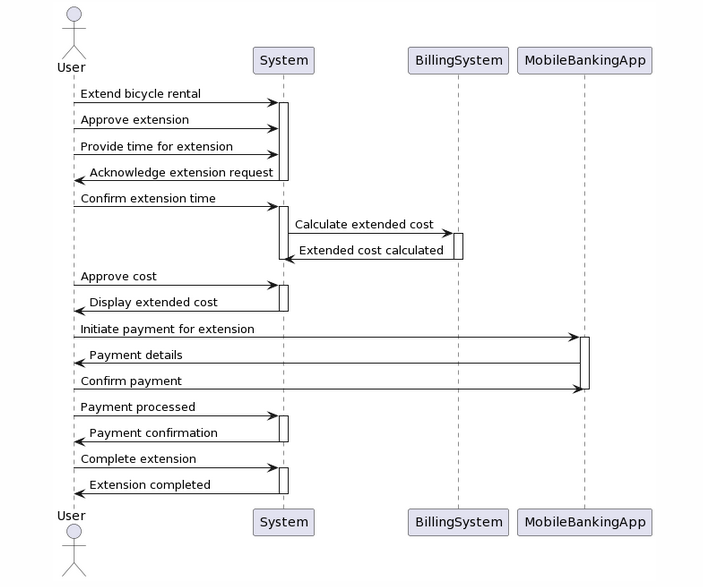 User
System
BillingSystem
MobileBankingApp
Extend bicycle rental
Approve extension
Provide time for extension
Acknowledge extension request
Confirm extension time
Calculate extended cost
Extended cost calculated
Approve cost
Display extended cost
Initiate payment for extension
Payment details
Confirm payment
Payment processed
Payment confirmation
Complete extension
Extension completed
User
System
BillingSystem
MobileBankingApp